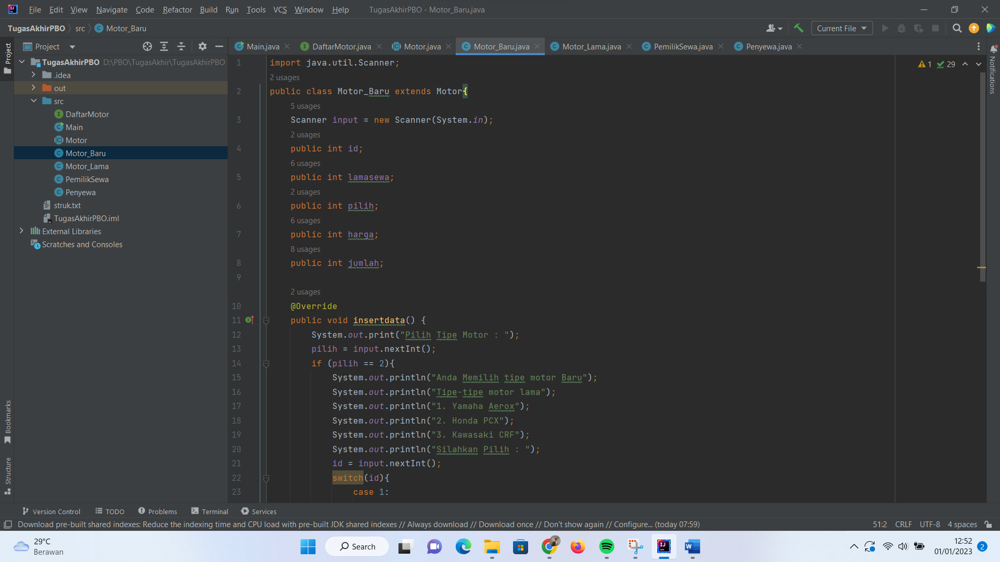 File Edit View Navigate Code Refactor Build Run Tools VCS Window Help TugasAkhirPBO - Motor_Baru.java
TugasAkhirPBO src Motor_Baru Current File
Project Main.java DaftarMotor.java Motor.java Motor_Baru.java Motor_Lama.java PemilikSewa.java Penyewa.java
Project
Notifications
Bookmarks
Structure
TugasAkhirPBO D:\PBO\TugasAkhir\TugasAkhirPBO
.idea
out
src
DaftarMotor
Main
Motor
Motor_Baru
Motor_Lama
PemilikSewa
Penyewa
struk.txt
TugasAkhirPBO.iml
External Libraries
Scratches and Consoles
1 29
1 import java.util.Scanner;
2 usages
2 public class Motor_Baru extends Motor{
5 usages
3 Scanner input = new Scanner(System.in);
2 usages
4 public int id;
6 usages
5 public int lamasewa;
2 usages
6 public int pilih;
6 usages
7 public int harga;
8 usages
8 public int jumlah;
9
2 usages
10 @Override
11 public void insertdata() {
12 System.out.print("Pilih Tipe Motor : ");
13 pilih = input.nextInt();
14 if (pilih == 2){
15 System.out.println("Anda Memilih tipe motor Baru");
16 System.out.println("Tipe-tipe motor lama");
17 System.out.println("1. Yamaha Aerox");
18 System.out.println("2. Honda PCX");
19 System.out.println("3. Kawasaki CRF");
20 System.out.println("Silahkan Pilih : ");
21 id = input.nextInt();
22 switch(id){
23 case 1:
Version Control TODO Problems Terminal Services
Download pre-built shared indexes: Reduce the indexing time and CPU load with pre-built JDK shared indexes // Always download // Download once // Don't show again // Configure... (today 07:59) 51:2 CRLF UTF-8 4 spaces
29°C
Berawan
Search
12:52
01/01/2023
2